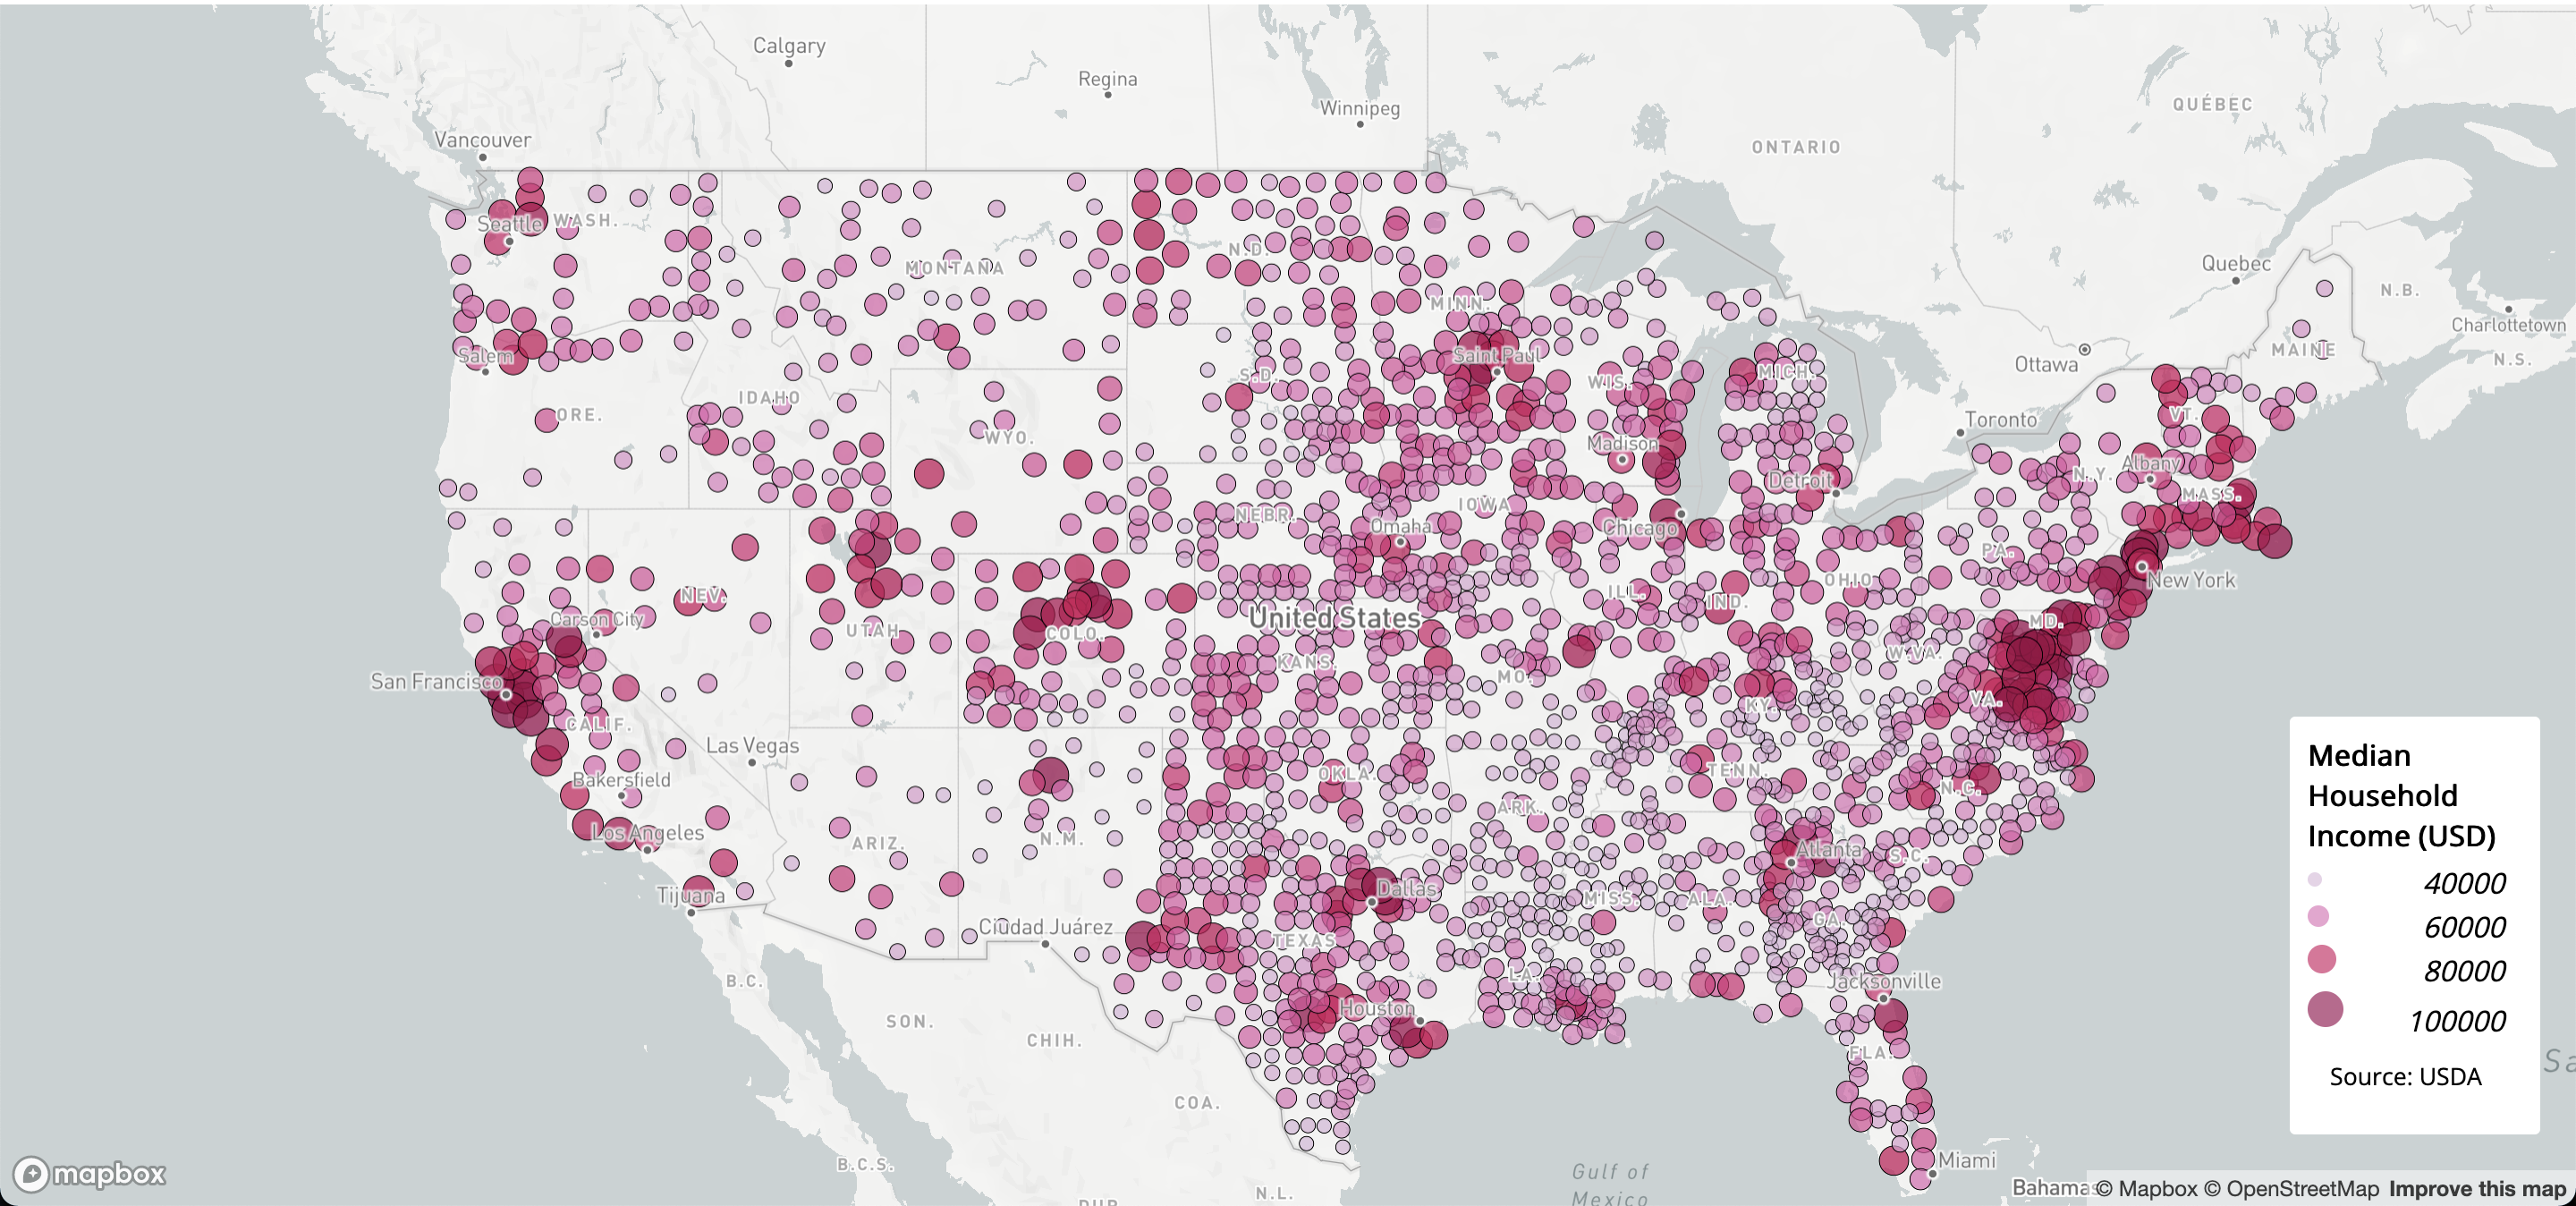 Calgary
Regina
Winnipeg
QUÉBEC
Vancouver
ONTARIO
Seattle
WASH.
N.D.
MONTANA
Quebec
N.B.
MINN.
Charlottetown
Salem
Saint Paul
MAINE
Ottawa
N.S.
S.D.
WIS.
MICH.
IDAHO
ORE.
VT.
Toronto
WYO.
Madison
Albany
N.Y.
Detroit
MASS.
IOWA
NEBR.
Omaha
Chicago
PA.
New York
OHIO
NEV.
ILL.
IND.
Carson City
United States
MD.
UTAH
COLO.
KANS.
W.VA.
San Francisco
MO.
VA.
KY.
CALIF.
Las Vegas
Bakersfield
OKLA.
TENN.
N.C.
ARK.
Los Angeles
ARIZ.
N.M.
Atlanta
S.C.
Tijuana
Dallas
MISS.
ALA.
GA.
Ciudad Juárez
TEXAS
B.C.
LA.
Jacksonville
Houston
SON.
CHIH.
FLA.
COA.
B.C.S.
Miami
Gulf of
Mexico
N.L.
DUR.
Bahamas
Sa
Median
Household
Income (USD)
40000
60000
80000
100000
Source: USDA
mapbox
© Mapbox © OpenStreetMap Improve this map